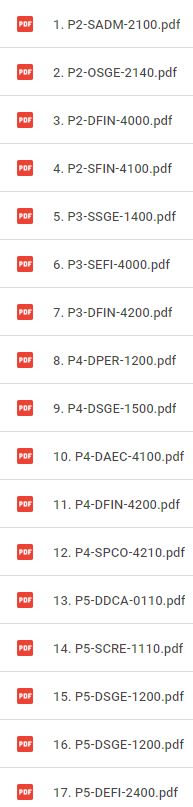 PDF 1. P2-SADM-2100.pdf
PDF 2. P2-OSGE-2140.pdf
PDF 3. P2-DFIN-4000.pdf
PDF 4. P2-SFIN-4100.pdf
PDF 5. P3-SSGE-1400.pdf
PDF 6. P3-SEFI-4000.pdf
PDF 7. P3-DFIN-4200.pdf
PDF 8. P4-DPER-1200.pdf
PDF 9. P4-DSGE-1500.pdf
PDF 10. P4-DAEC-4100.pdf
PDF 11. P4-DFIN-4200.pdf
PDF 12. P4-SPCO-4210.pdf
PDF 13. P5-DDCA-0110.pdf
PDF 14. P5-SCRE-1110.pdf
PDF 15. P5-DSGE-1200.pdf
PDF 16. P5-DSGE-1200.pdf
PDF 17. P5-DEFI-2400.pdf